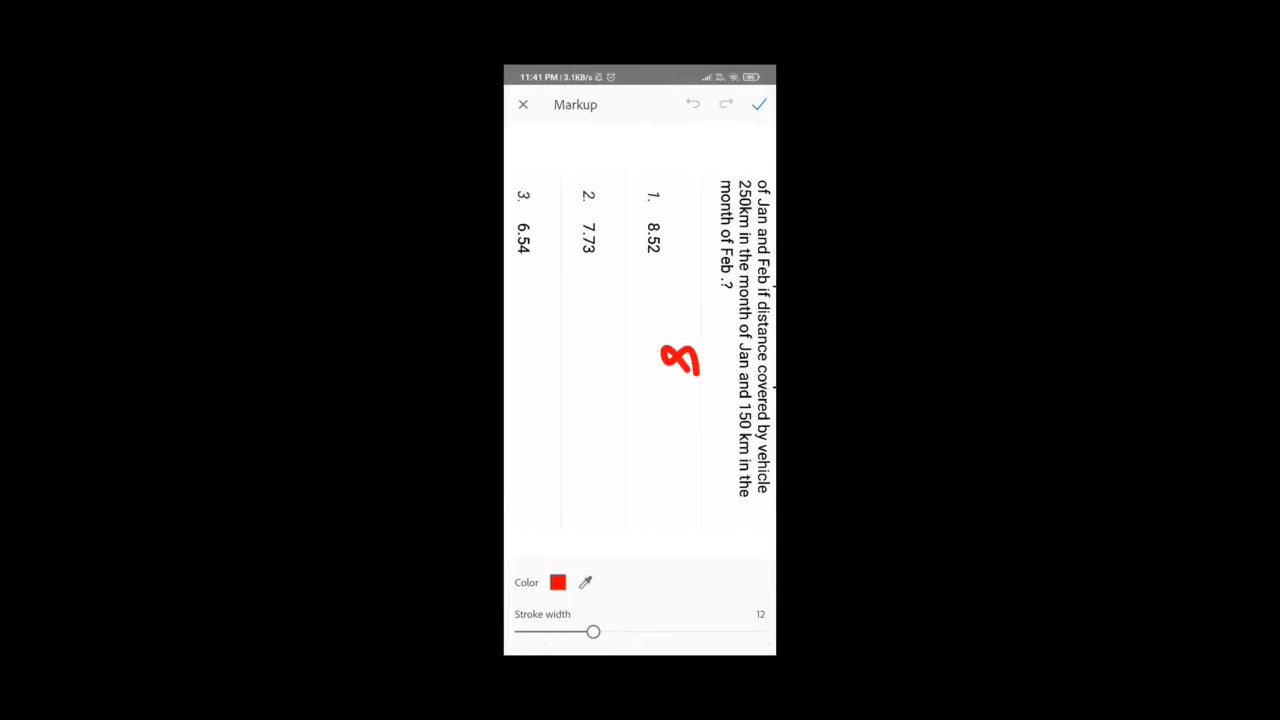 11:41 PM | 3.1KB/s
Markup
of Jan and Feb if distance covered by vehicle
250km in the month of Jan and 150 km in the
month of Feb .?
8
1. 8.52
2. 7.73
3. 6.54
Color
Stroke width 12